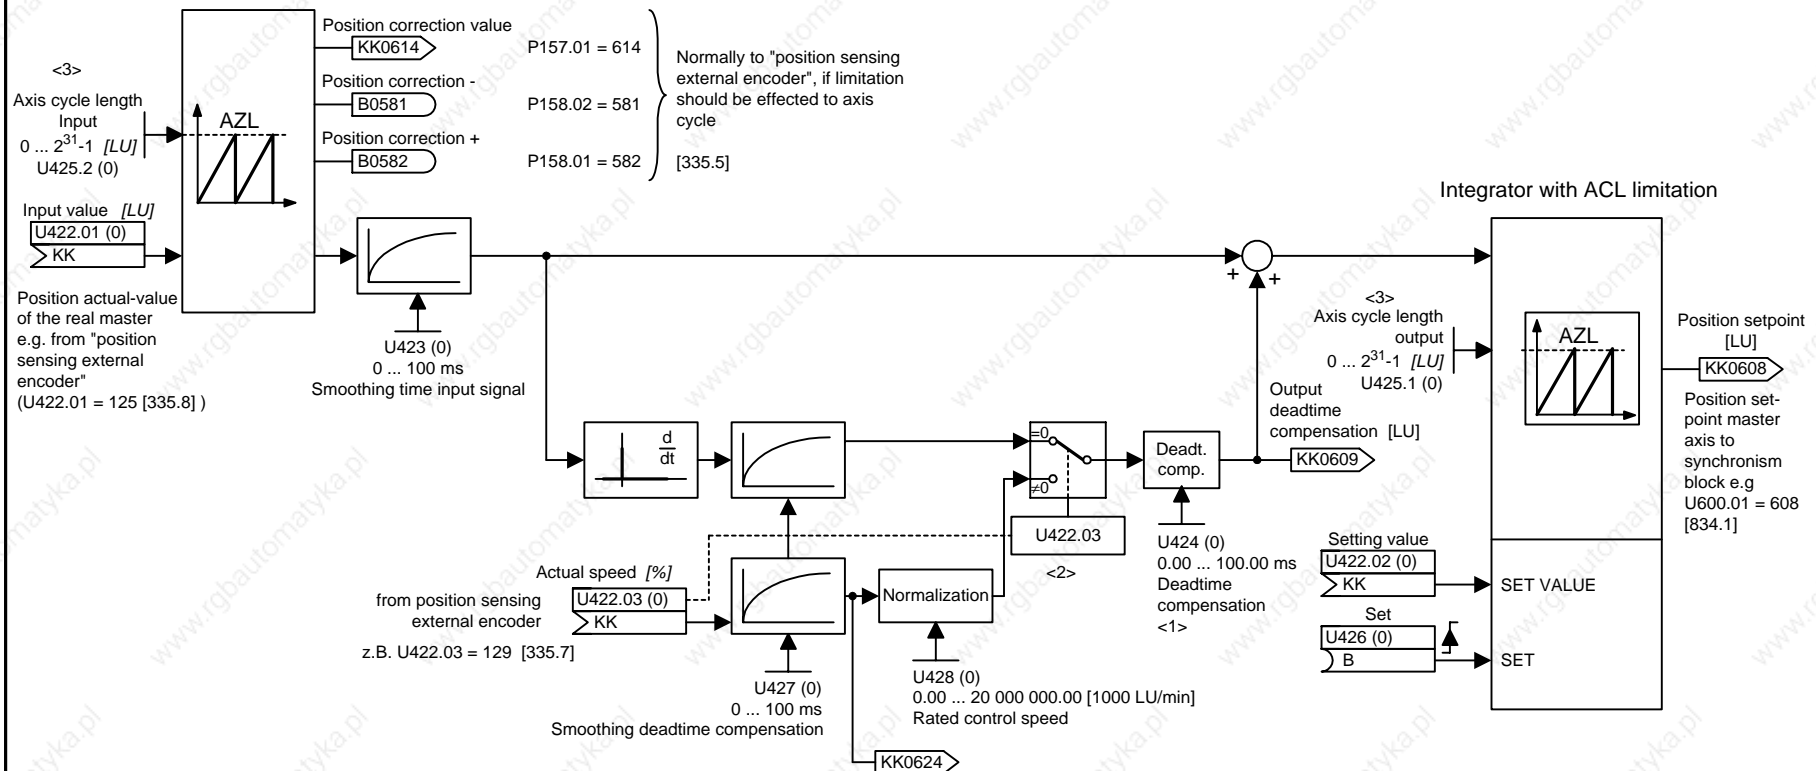 Position correction value
KK0614
P157.01 = 614
Position correction -
B0581
P158.02 = 581
Position correction +
B0582
P158.01 = 582
Normally to "position sensing
external encoder", if limitation
should be effected to axis
cycle
[335.5]
<3>
Axis cycle length
Input
0 ... 2^31-1 [LU]
U425.2 (0)
AZL
Input value [LU]
U422.01 (0)
KK
Position actual-value
of the real master
e.g. from "position
sensing external
encoder"
(U422.01 = 125 [335.8] )
U423 (0)
0 ... 100 ms
Smoothing time input signal
+
+
Integrator with ACL limitation
<3>
Axis cycle length
output
0 ... 2^31-1 [LU]
U425.1 (0)
AZL
Position setpoint
[LU]
KK0608
Position set-
point master
axis to
synchronism
block e.g
U600.01 = 608
[834.1]
Output
deadtime
compensation [LU]
KK0609
d
dt
=0
≠0
Deadt.
comp.
U422.03
<2>
U424 (0)
0.00 ... 100.00 ms
Deadtime
compensation
<1>
Actual speed [%]
U422.03 (0)
KK
from position sensing
external encoder
z.B. U422.03 = 129 [335.7]
Normalization
U427 (0)
0 ... 100 ms
Smoothing deadtime compensation
U428 (0)
0.00 ... 20 000 000.00 [1000 LU/min]
Rated control speed
KK0624
Setting value
U422.02 (0)
KK
SET VALUE
Set
U426 (0)
B
SET
www.rgbautomatyka.pl